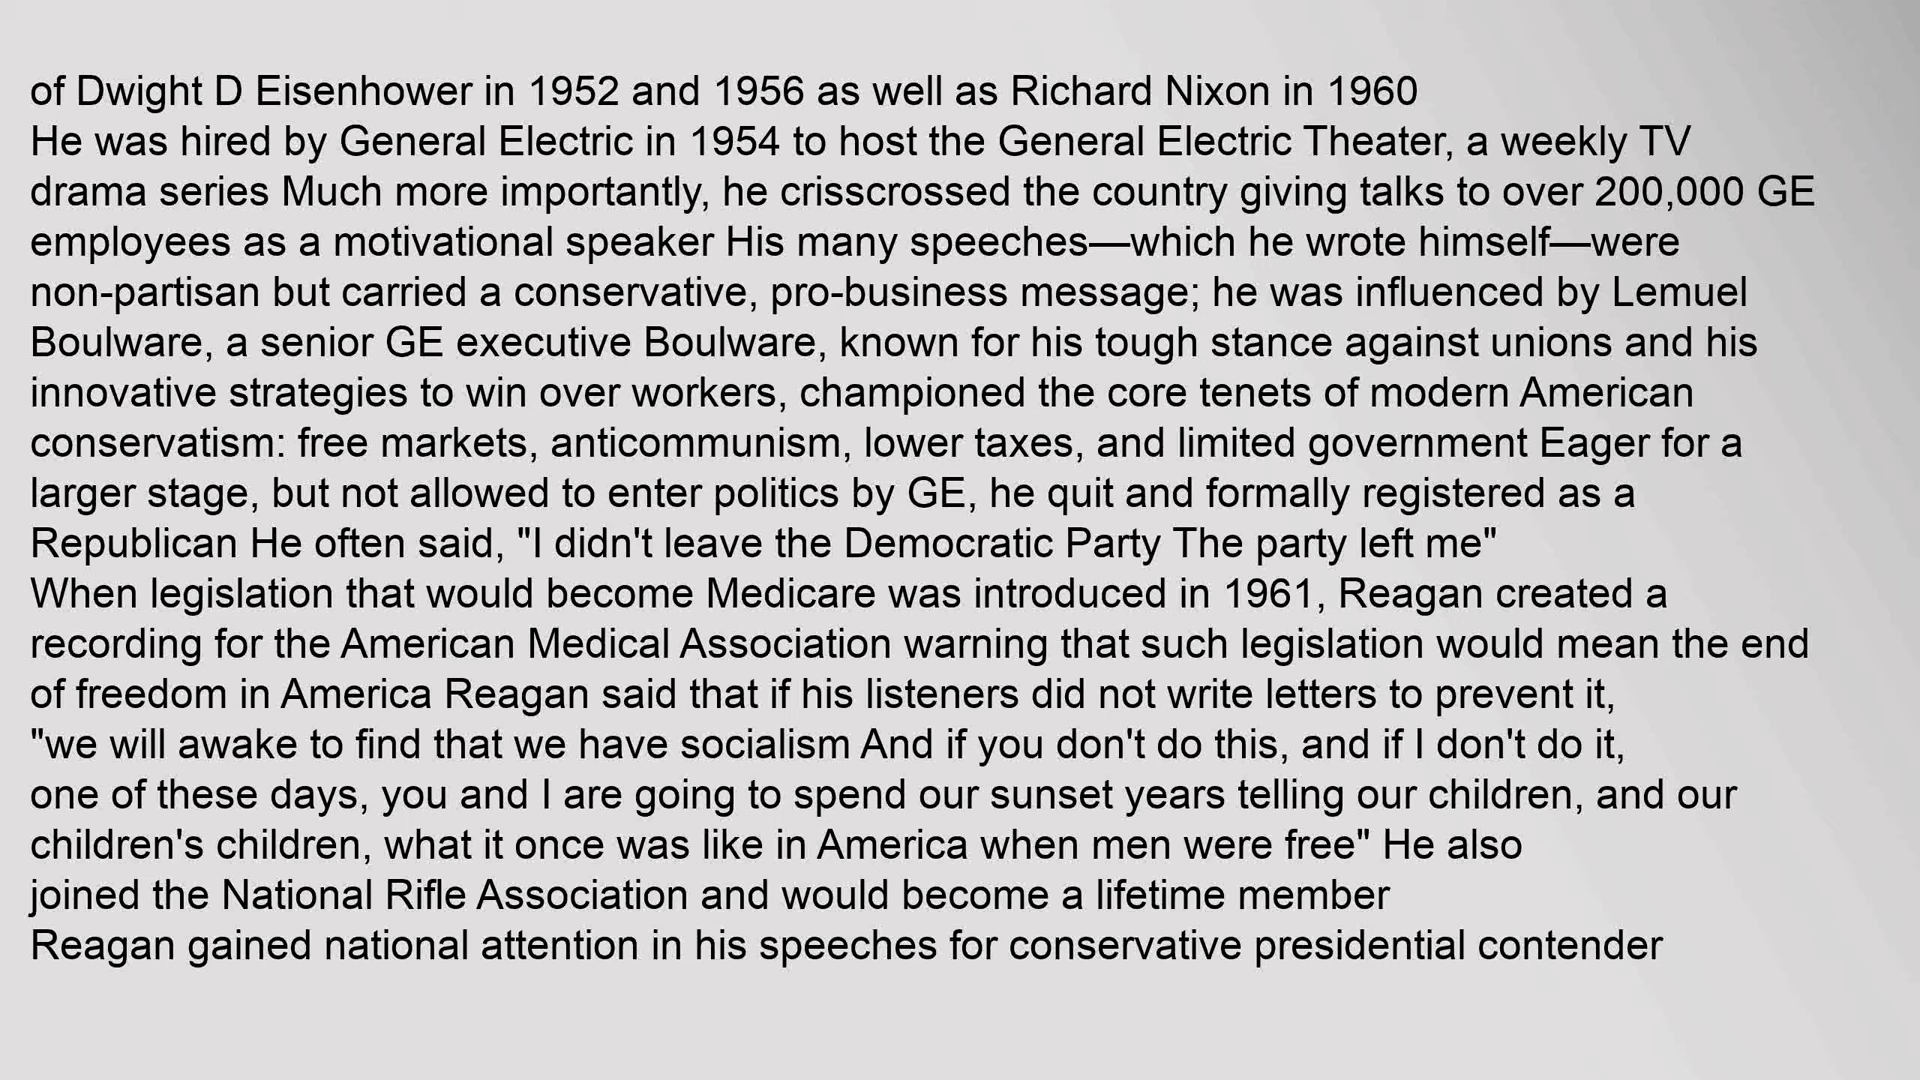 of Dwight D Eisenhower in 1952 and 1956 as well as Richard Nixon in 1960
He was hired by General Electric in 1954 to host the General Electric Theater, a weekly TV
drama series Much more importantly, he crisscrossed the country giving talks to over 200,000 GE
employees as a motivational speaker His many speeches—which he wrote himself—were
non-partisan but carried a conservative, pro-business message; he was influenced by Lemuel
Boulware, a senior GE executive Boulware, known for his tough stance against unions and his
innovative strategies to win over workers, championed the core tenets of modern American
conservatism: free markets, anticommunism, lower taxes, and limited government Eager for a
larger stage, but not allowed to enter politics by GE, he quit and formally registered as a
Republican He often said, "I didn't leave the Democratic Party The party left me"
When legislation that would become Medicare was introduced in 1961, Reagan created a
recording for the American Medical Association warning that such legislation would mean the end
of freedom in America Reagan said that if his listeners did not write letters to prevent it,
"we will awake to find that we have socialism And if you don't do this, and if I don't do it,
one of these days, you and I are going to spend our sunset years telling our children, and our
children's children, what it once was like in America when men were free" He also
joined the National Rifle Association and would become a lifetime member
Reagan gained national attention in his speeches for conservative presidential contender